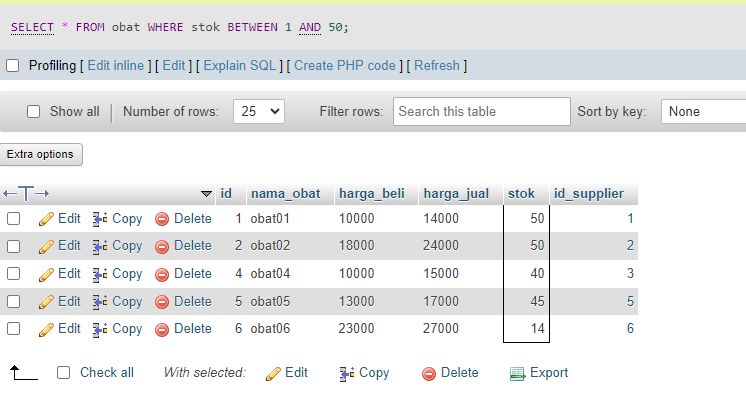 SELECT * FROM obat WHERE stok BETWEEN 1 AND 50;
Profiling [ Edit inline ] [ Edit ] [ Explain SQL ] [ Create PHP code ] [ Refresh ]
Show all Number of rows: 25 Filter rows: Search this table Sort by key: None
Extra options
←T→ id nama_obat harga_beli harga_jual stok id_supplier
Edit Copy Delete 1 obat01 10000 14000 50 1
Edit Copy Delete 2 obat02 18000 24000 50 2
Edit Copy Delete 4 obat04 10000 15000 40 3
Edit Copy Delete 5 obat05 13000 17000 45 5
Edit Copy Delete 6 obat06 23000 27000 14 6
Check all With selected: Edit Copy Delete Export